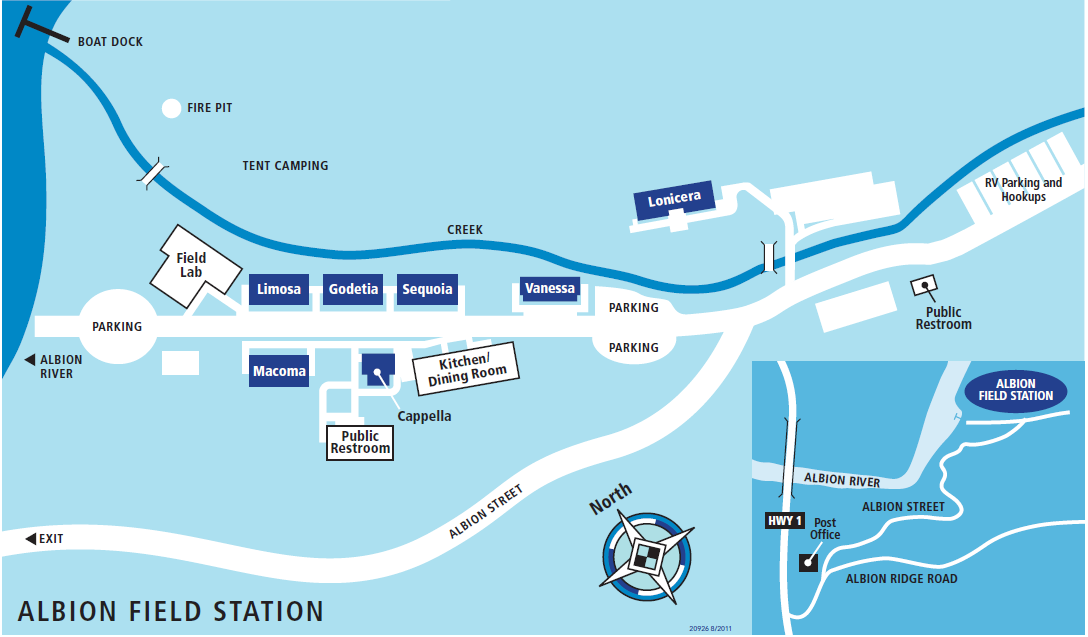 BOAT DOCK
FIRE PIT
TENT CAMPING
CREEK
Lonicera
RV Parking and
Hookups
Field
Lab
Limosa
Godetia
Sequoia
Vanessa
PARKING
PARKING
PARKING
Public
Restroom
ALBION
RIVER
Macoma
Kitchen/
Dining Room
Cappella
Public
Restroom
ALBION STREET
North
EXIT
ALBION FIELD STATION
20926 8/2011
ALBION
FIELD STATION
ALBION RIVER
ALBION STREET
HWY 1
Post
Office
ALBION RIDGE ROAD